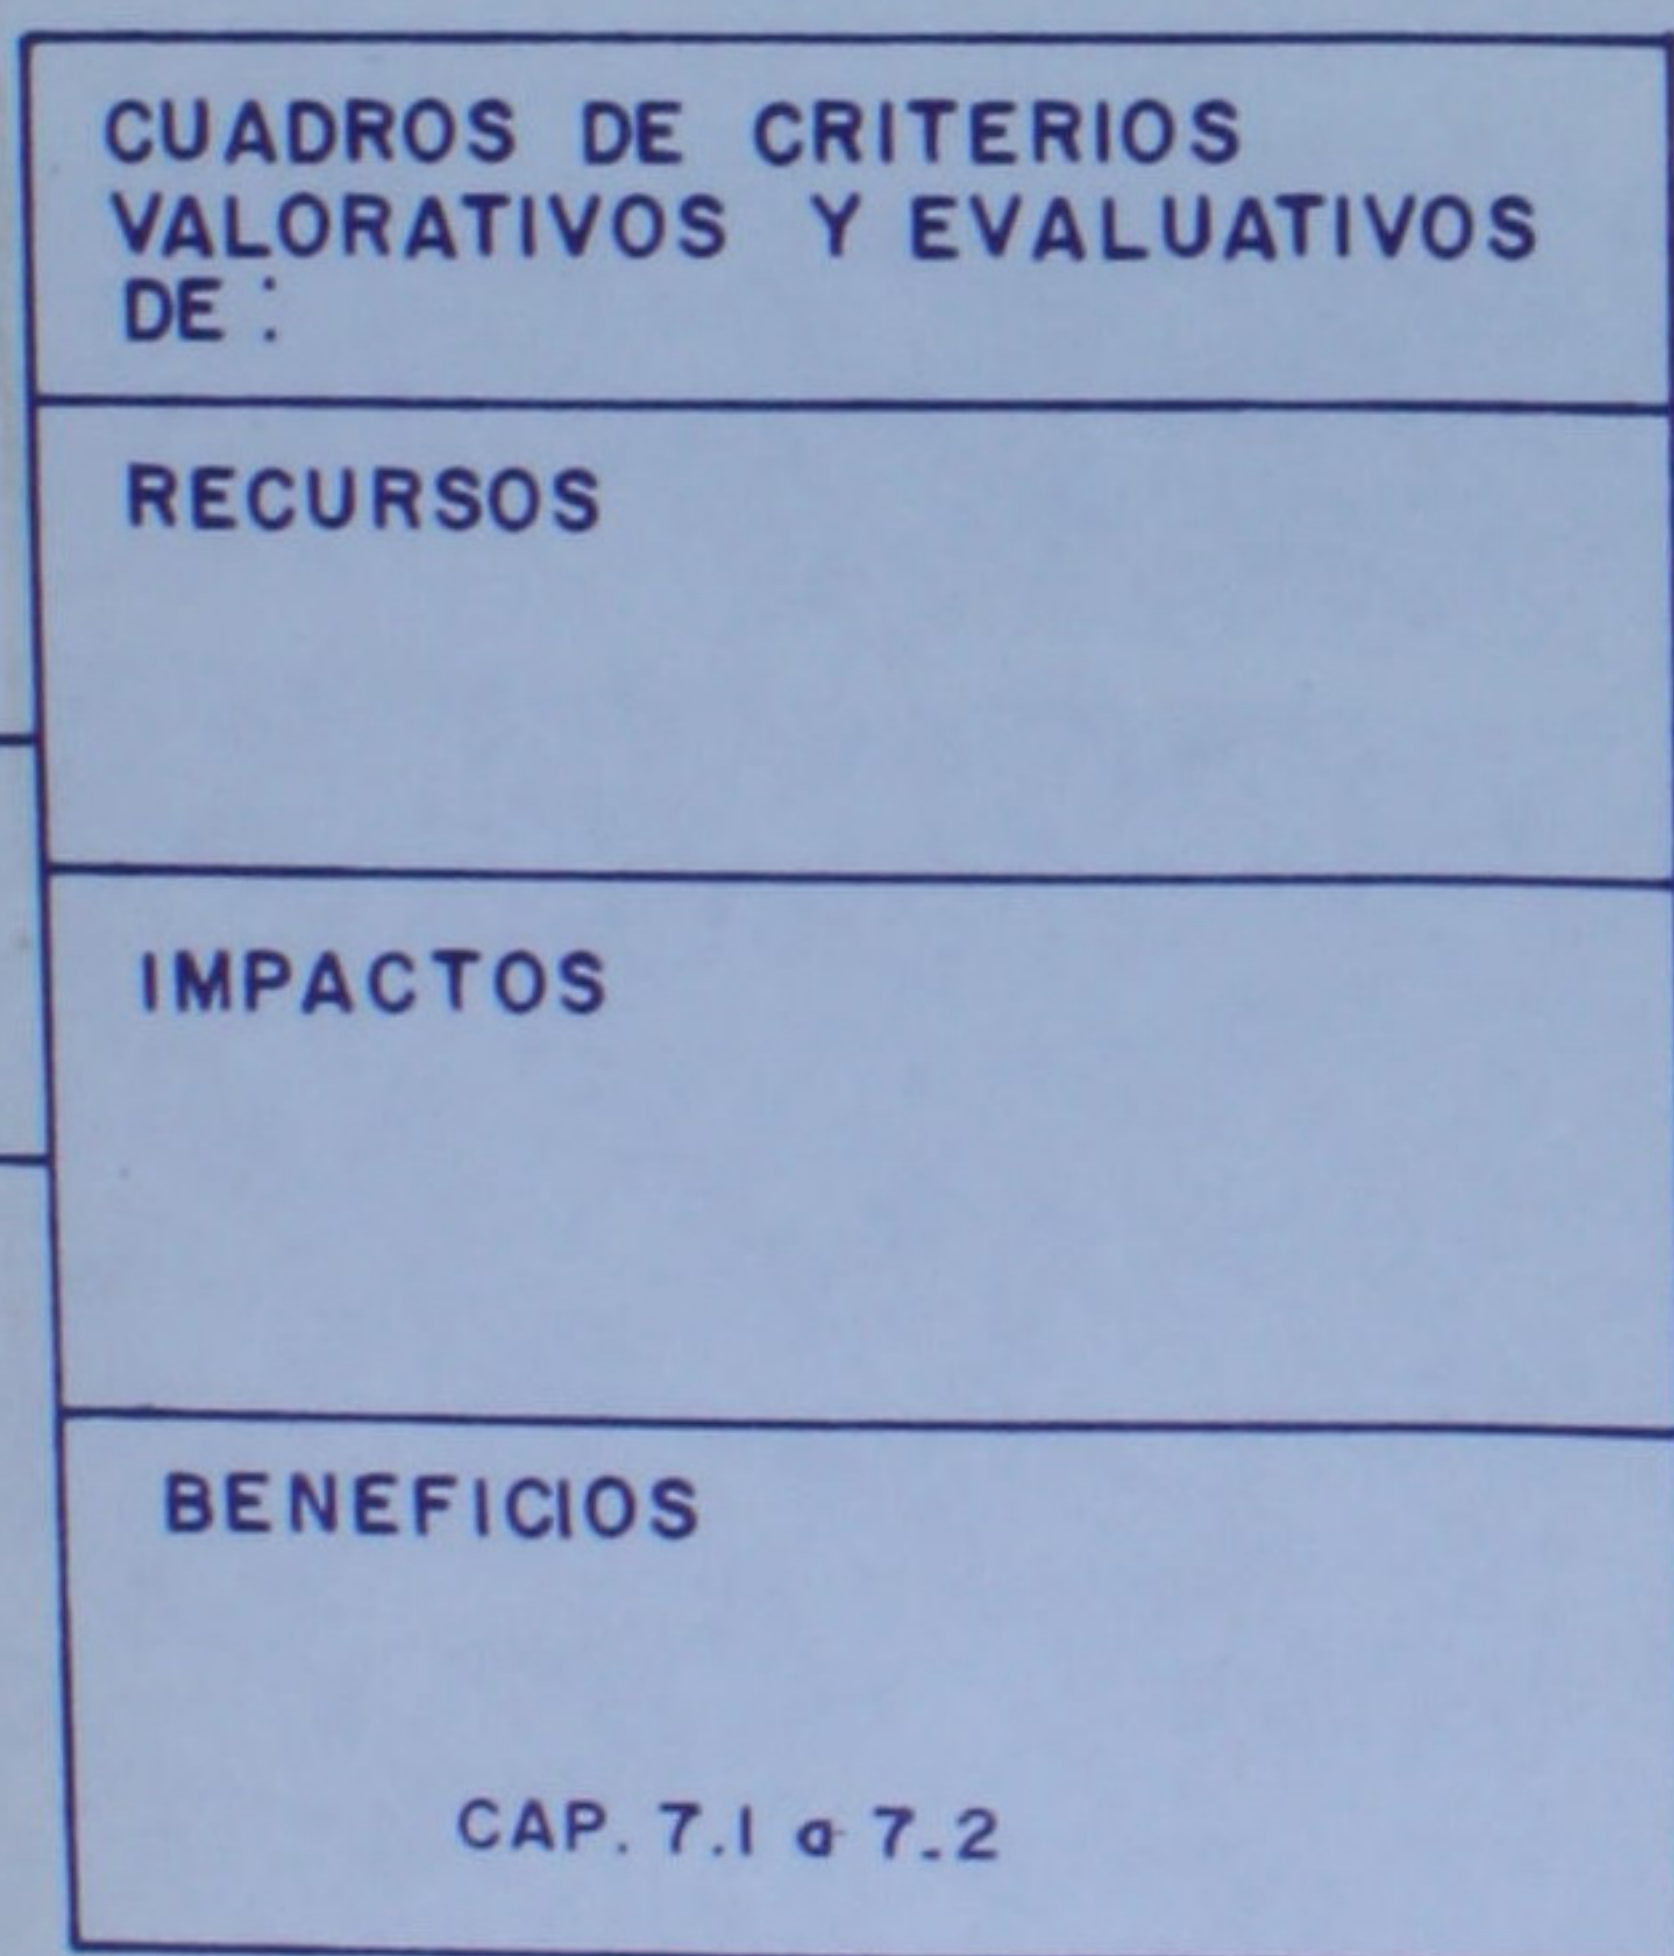 CUADROS DE CRITERIOS
VALORATIVOS Y EVALUATIVOS
DE :
RECURSOS
IMPACTOS
BENEFICIOS
CAP. 7.1 a 7.2